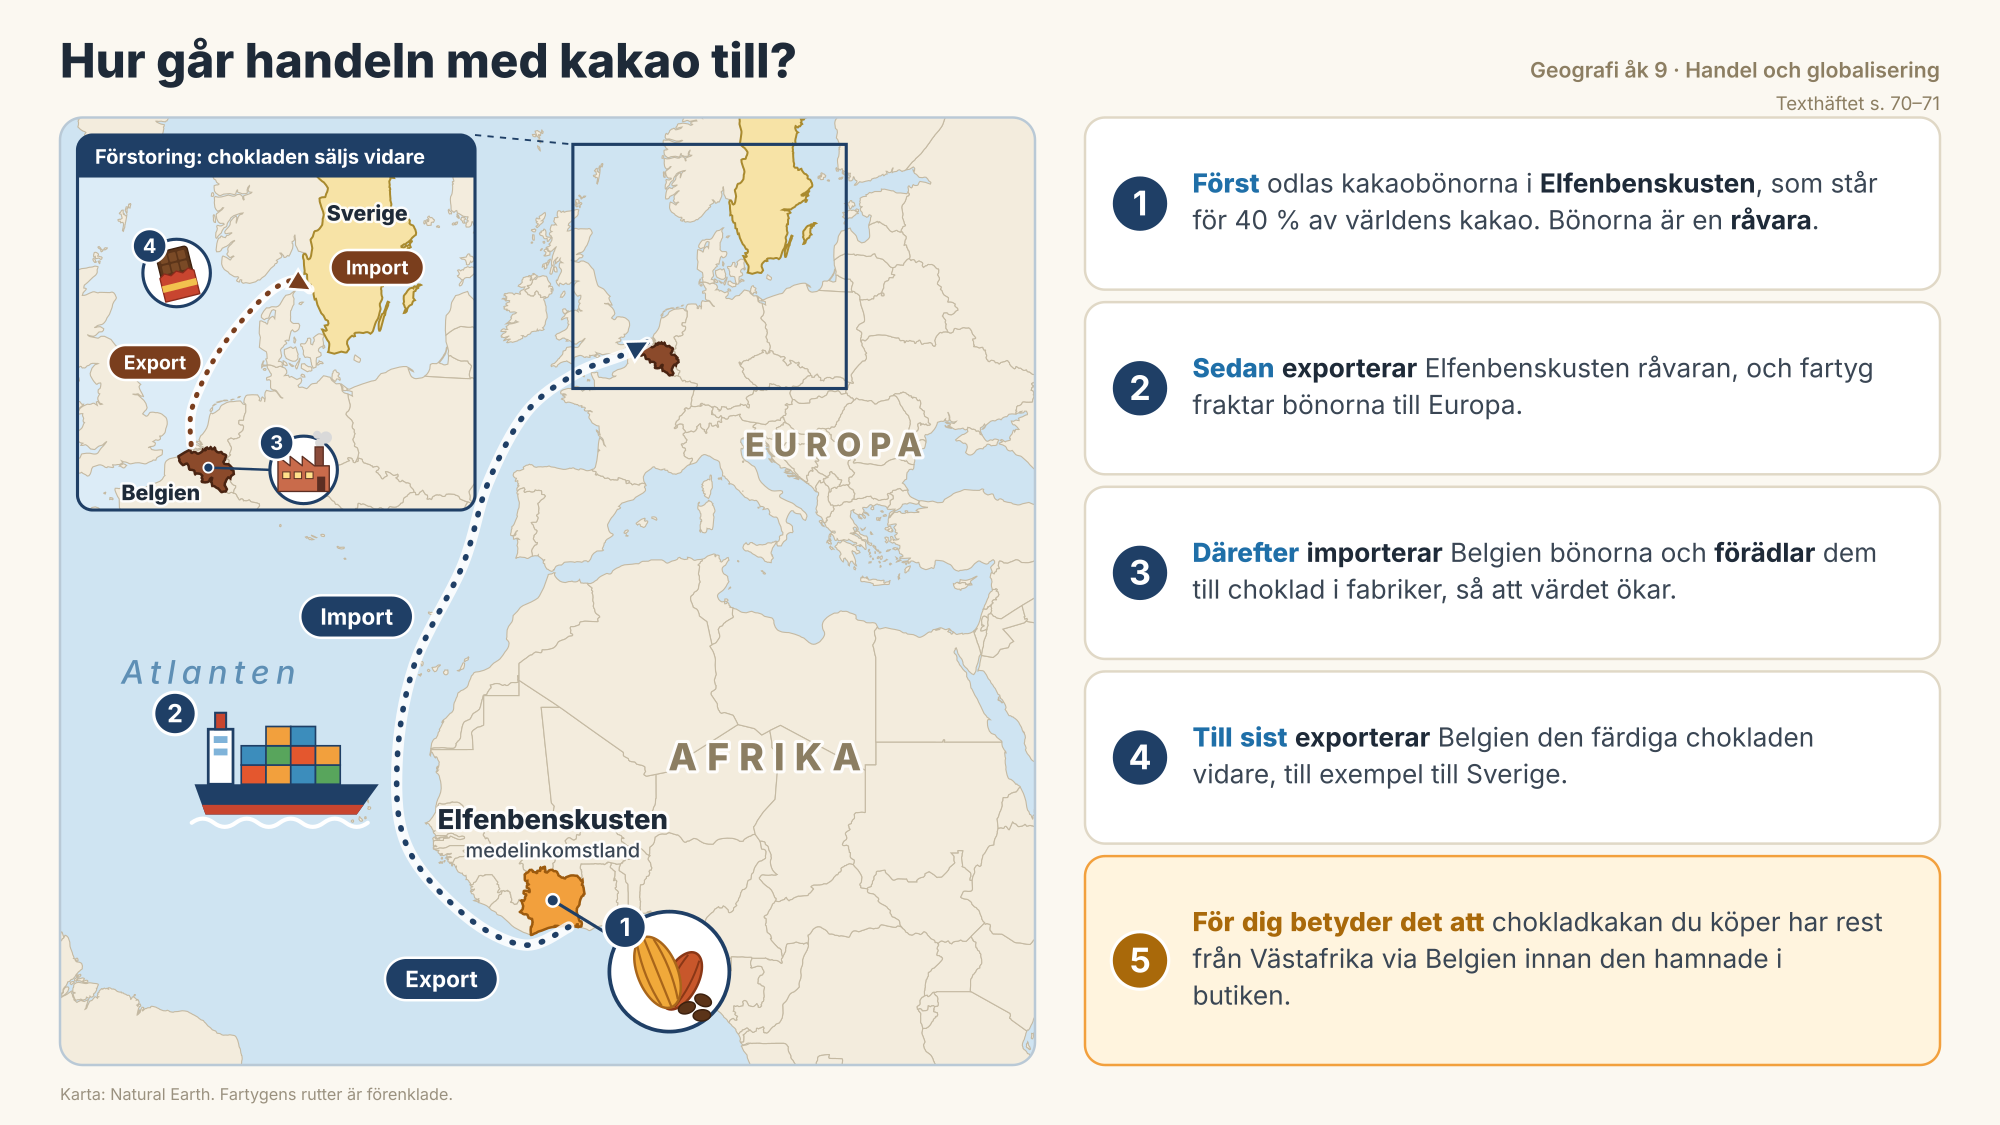 Hur går handeln med kakao till?
Geografi åk 9 · Handel och globalisering
Texthäftet s. 70–71
Förstoring: chokladen säljs vidare
Sverige
4
Import
Export
3
Belgien
EUROPA
Import
Atlanten
2
AFRIKA
Elfenbenskusten
medelinkomstland
1
Export
1
Först odlas kakaobönorna i Elfenbenskusten, som står
för 40 % av världens kakao. Bönorna är en råvara.
2
Sedan exporterar Elfenbenskusten råvaran, och fartyg
fraktar bönorna till Europa.
3
Därefter importerar Belgien bönorna och förädlar dem
till choklad i fabriker, så att värdet ökar.
4
Till sist exporterar Belgien den färdiga chokladen
vidare, till exempel till Sverige.
5
För dig betyder det att chokladkakan du köper har rest
från Västafrika via Belgien innan den hamnade i
butiken.
Karta: Natural Earth. Fartygens rutter är förenklade.